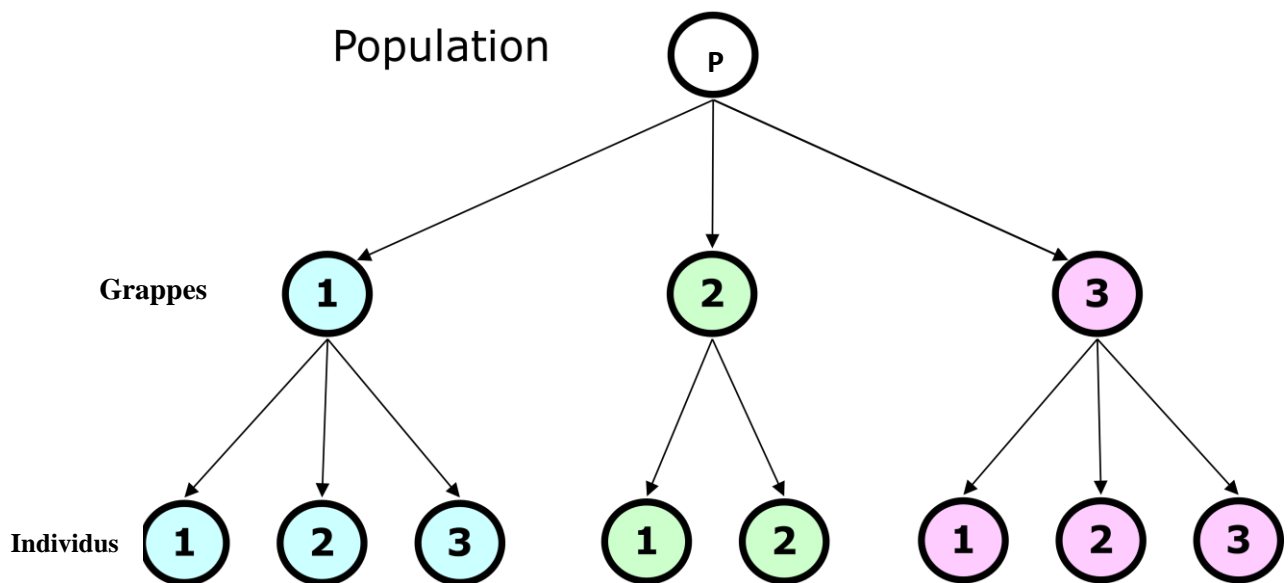 Population
P
Grappes
1 2 3
Individus
1 2 3 1 2 1 2 3